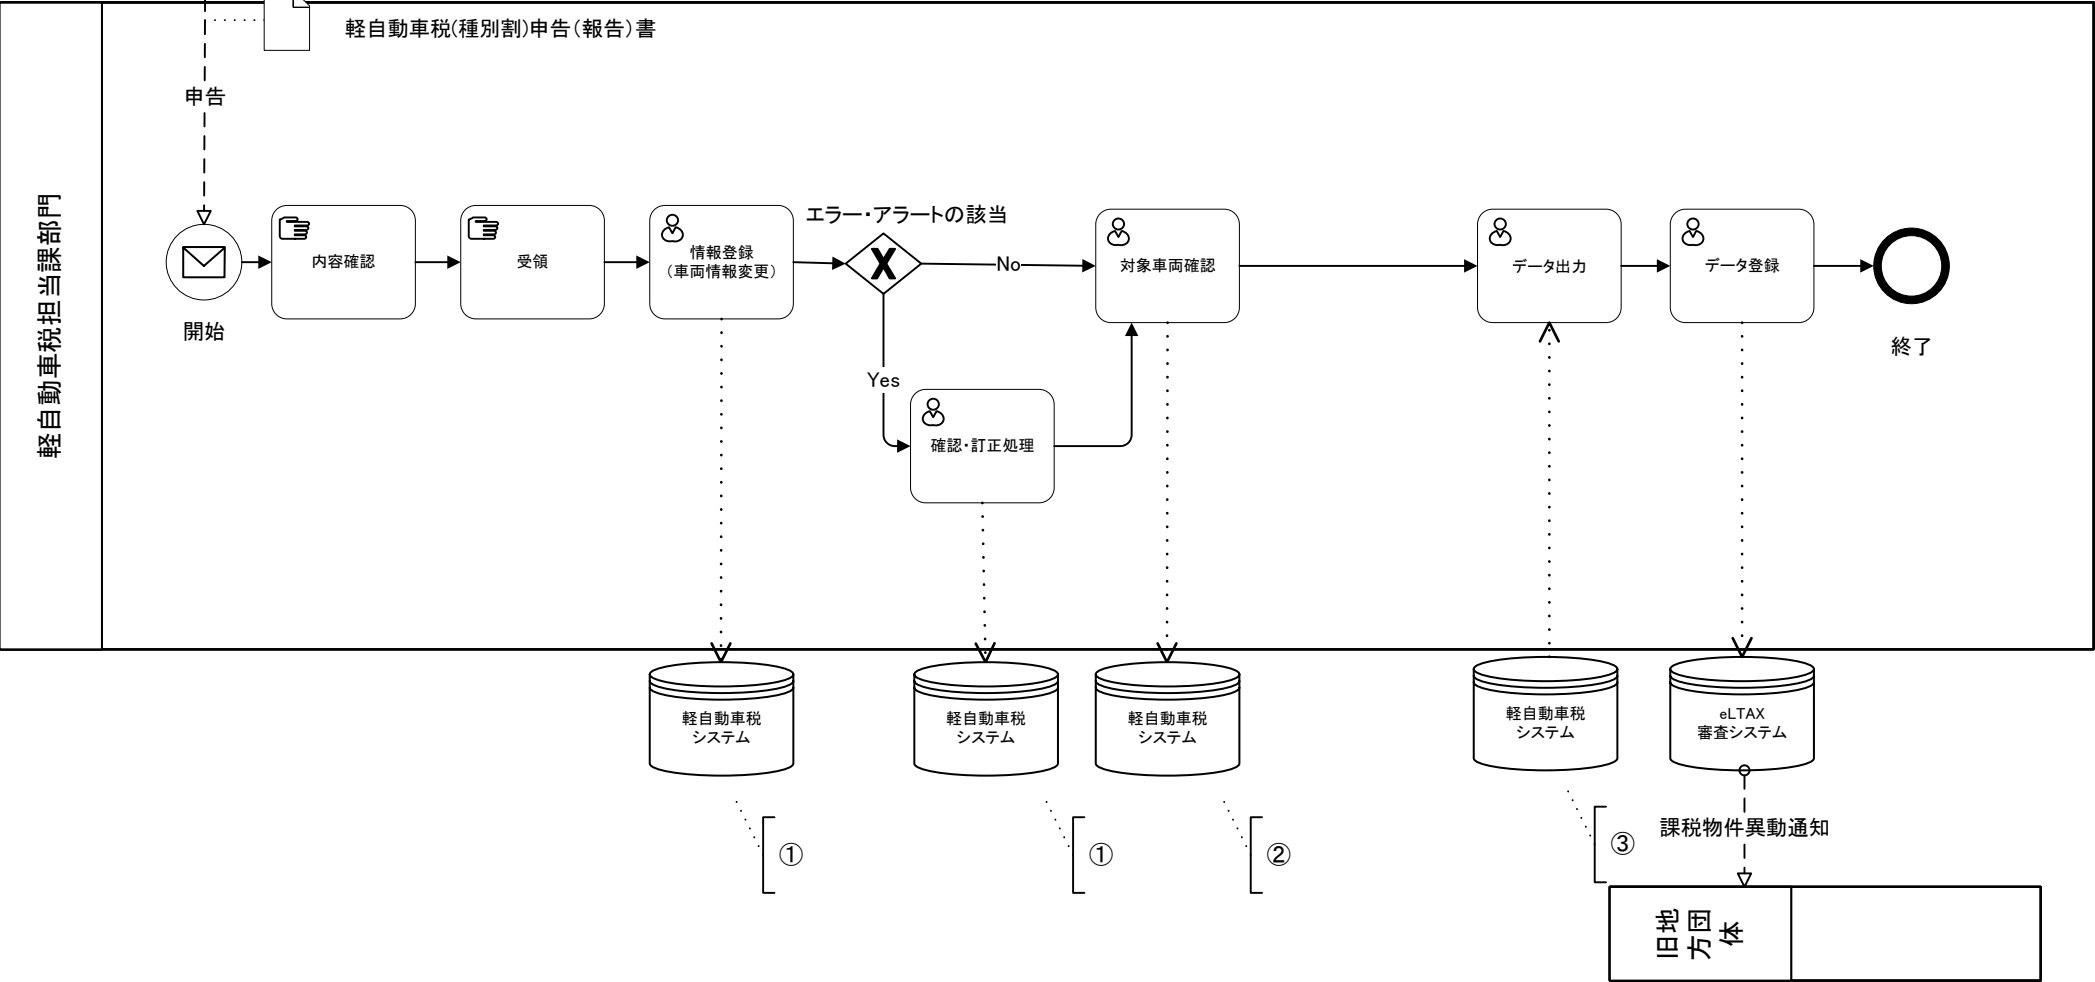 軽自動車税(種別割)申告(報告)書
申告
軽自動車税担当課部門
開始
内容確認
受領
情報登録
(車両情報変更)
エラー・アラートの該当
No
Yes
確認・訂正処理
対象車両確認
データ出力
データ登録
終了
軽自動車税
システム
軽自動車税
システム
軽自動車税
システム
軽自動車税
システム
eLTAX
審査システム
①
①
②
③
課税物件異動通知
旧地
方団
体